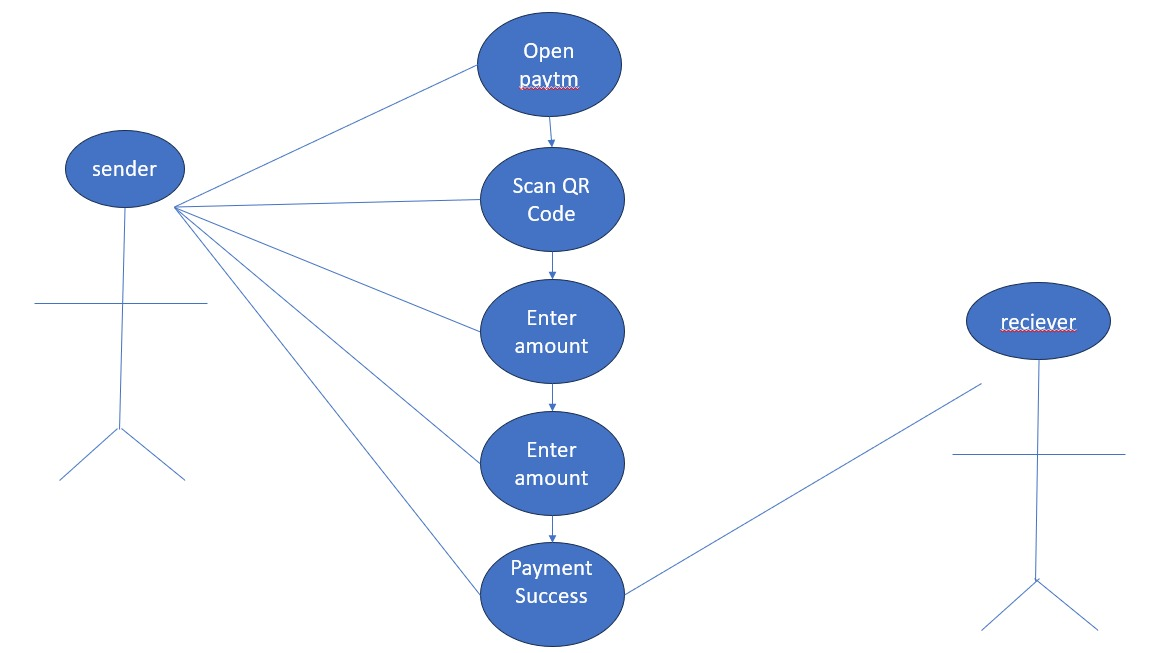 Open
paytm
sender
Scan QR
Code
Enter
amount
reciever
Enter
amount
Payment
Success